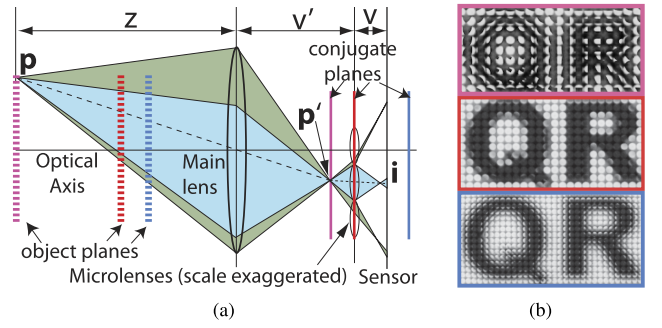 z v' v
conjugate planes
p
p'
Optical Axis
Main lens
i
object planes
Microlenses (scale exaggerated) Sensor
(a)
QR
QR
QR
(b)